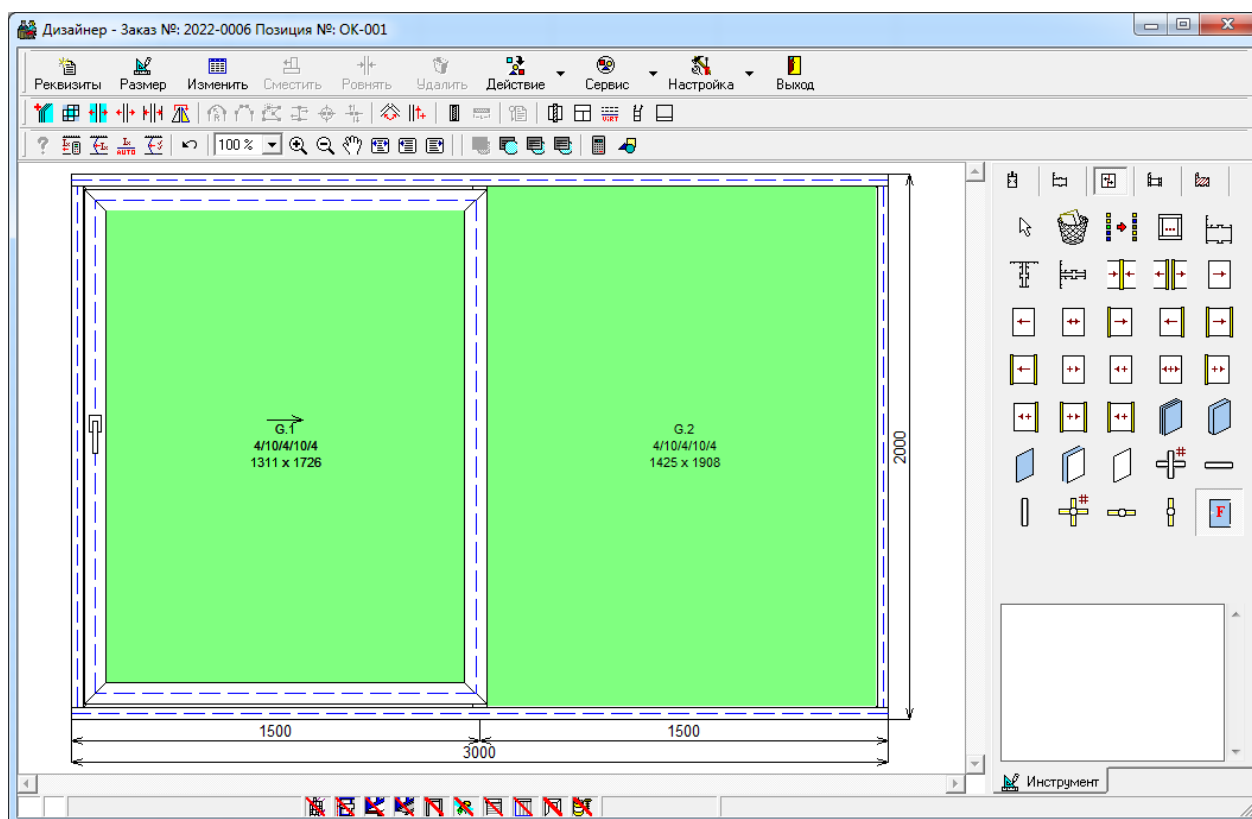 Дизайнер - Заказ №: 2022-0006 Позиция №: ОК-001
Реквизиты Размер Изменить Сместить Ровнять Удалить Действие Сервис Настройка Выход
100 %
G.1
4/10/4/10/4
1311 x 1726
G.2
4/10/4/10/4
1425 x 1908
2000
1500 1500
3000
F
Инструмент